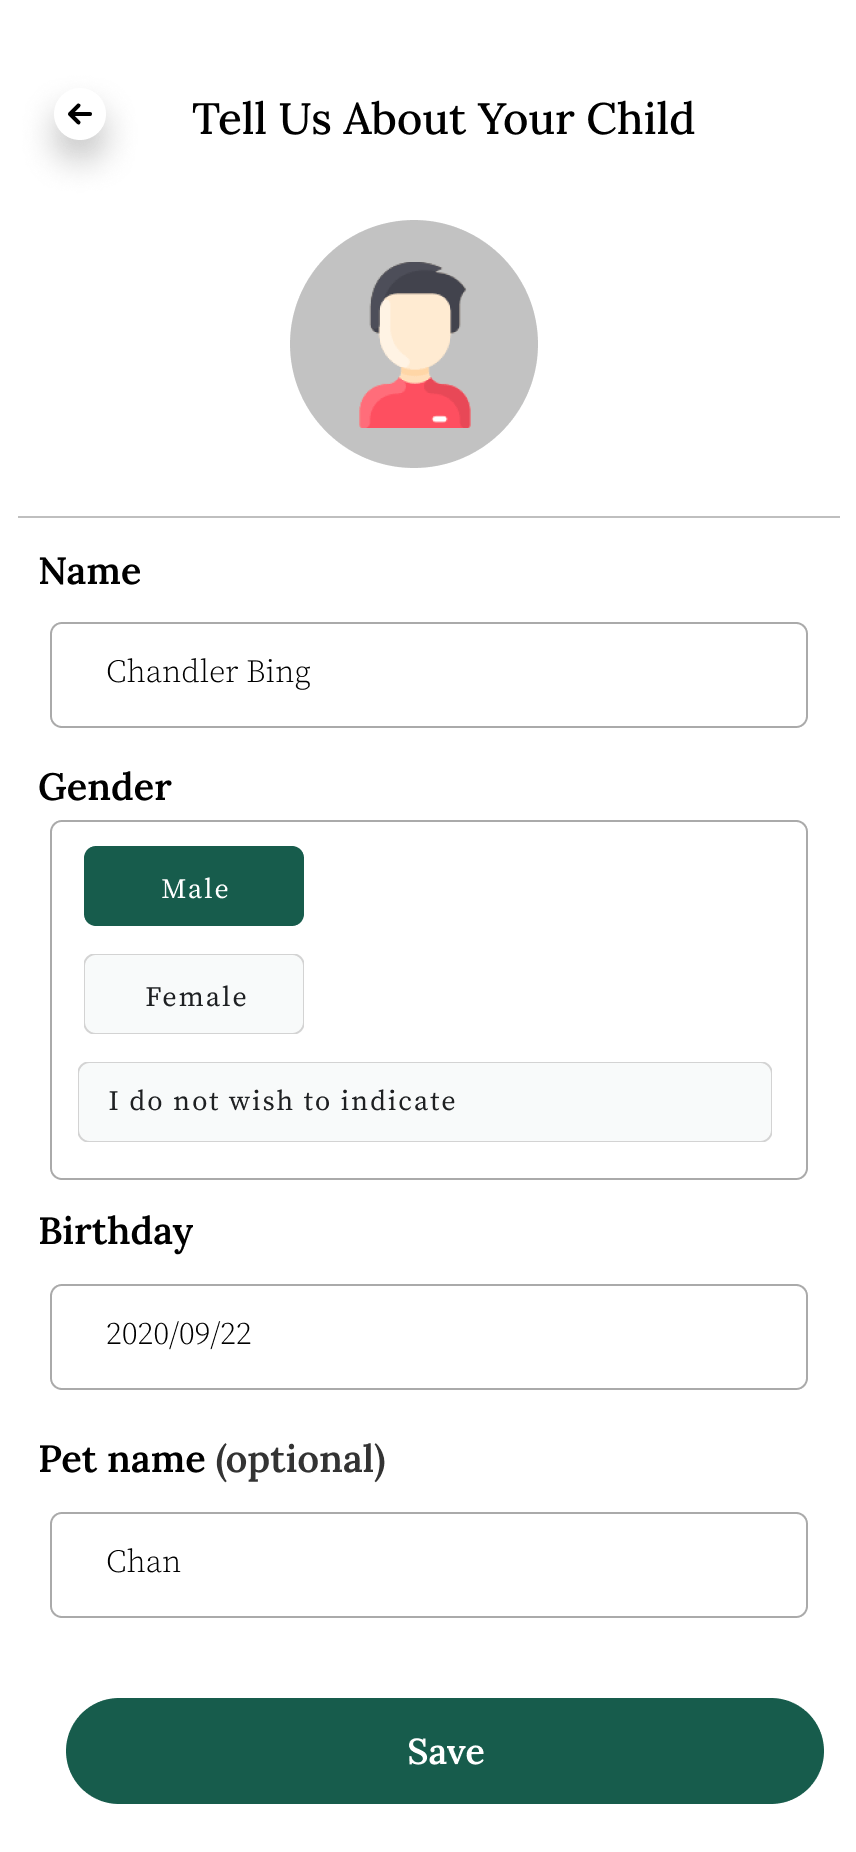 Tell Us About Your Child
Name
Chandler Bing
Gender
Male
Female
I do not wish to indicate
Birthday
2020/09/22
Pet name (optional)
Chan
Save